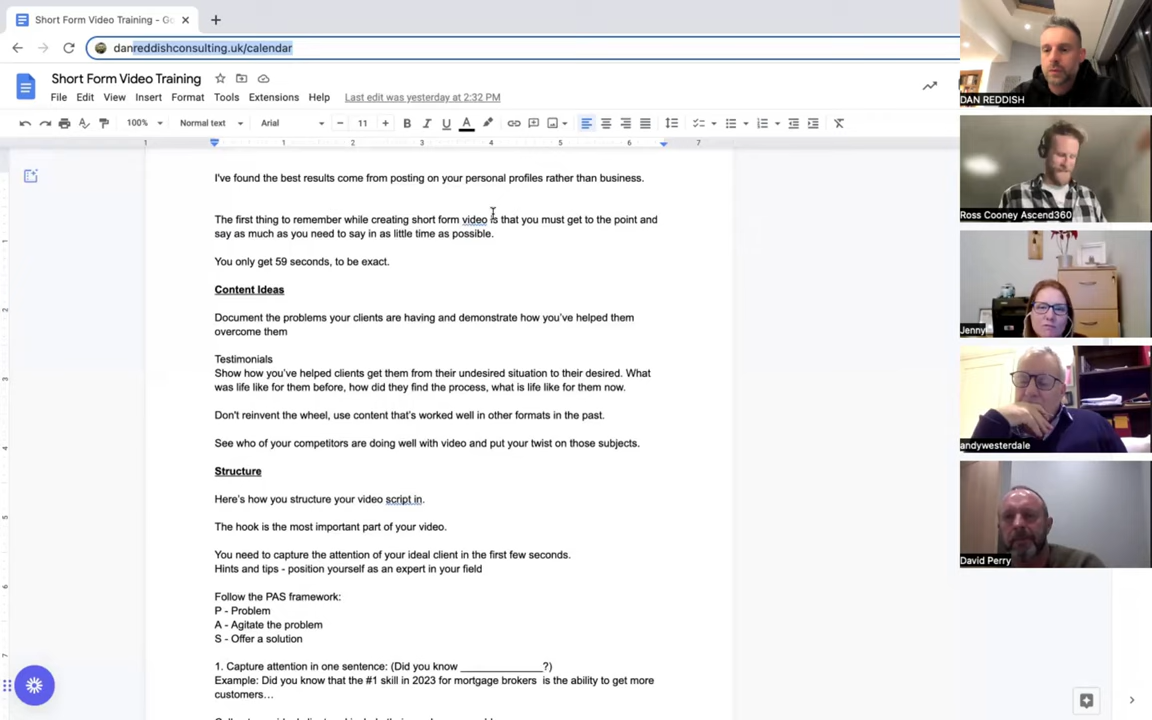 Short Form Video Training - Go
danreddishconsulting.uk/calendar
Short Form Video Training
File Edit View Insert Format Tools Extensions Help Last edit was yesterday at 2:32 PM
100% Normal text Arial 11
1 1 2 3 4 5 6 7
I've found the best results come from posting on your personal profiles rather than business.
The first thing to remember while creating short form video is that you must get to the point and
say as much as you need to say in as little time as possible.
You only get 59 seconds, to be exact.
Content Ideas
Document the problems your clients are having and demonstrate how you've helped them
overcome them
Testimonials
Show how you've helped clients get them from their undesired situation to their desired. What
was life like for them before, how did they find the process, what is life like for them now.
Don't reinvent the wheel, use content that's worked well in other formats in the past.
See who of your competitors are doing well with video and put your twist on those subjects.
Structure
Here's how you structure your video script in.
The hook is the most important part of your video.
You need to capture the attention of your ideal client in the first few seconds.
Hints and tips - position yourself as an expert in your field
Follow the PAS framework:
P - Problem
A - Agitate the problem
S - Offer a solution
1. Capture attention in one sentence: (Did you know ______________?)
Example: Did you know that the #1 skill in 2023 for mortgage brokers is the ability to get more
customers…
DAN REDDISH
Ross Cooney Ascend360
Jenny
andywesterdale
David Perry